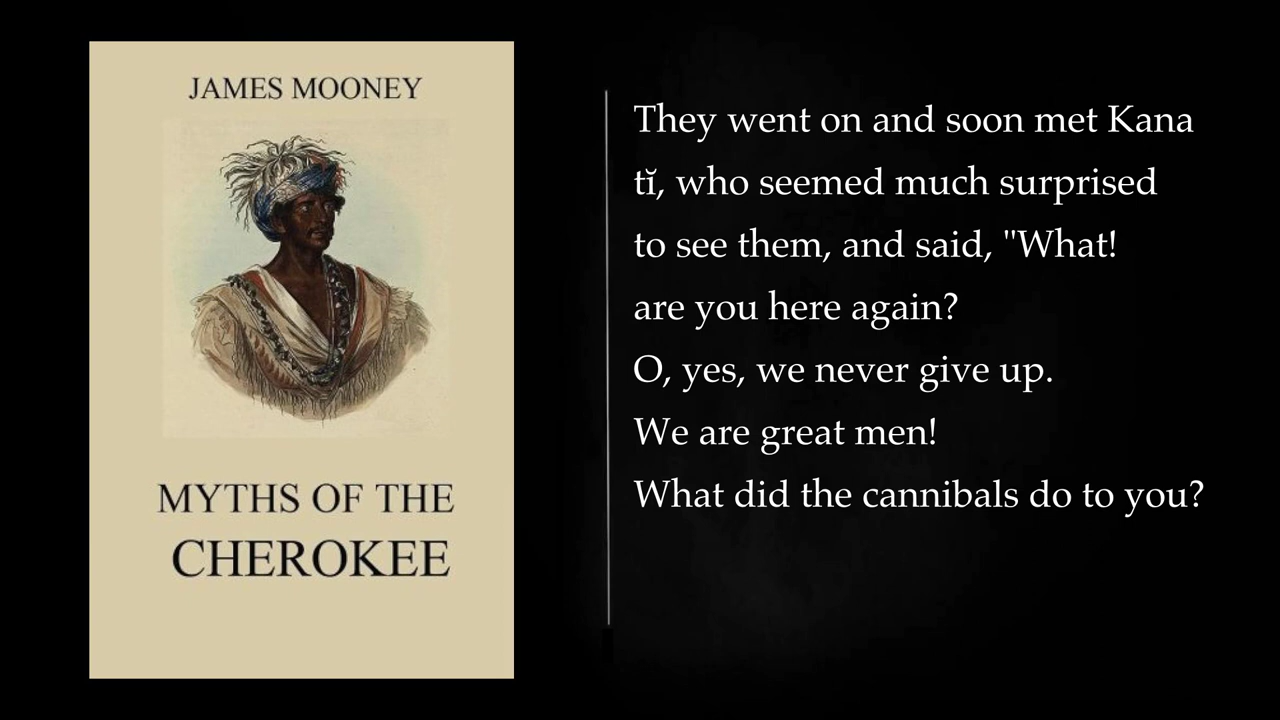 JAMES MOONEY
MYTHS OF THE
CHEROKEE
They went on and soon met Kana
tĭ, who seemed much surprised
to see them, and said, "What!
are you here again?
O, yes, we never give up.
We are great men!
What did the cannibals do to you?